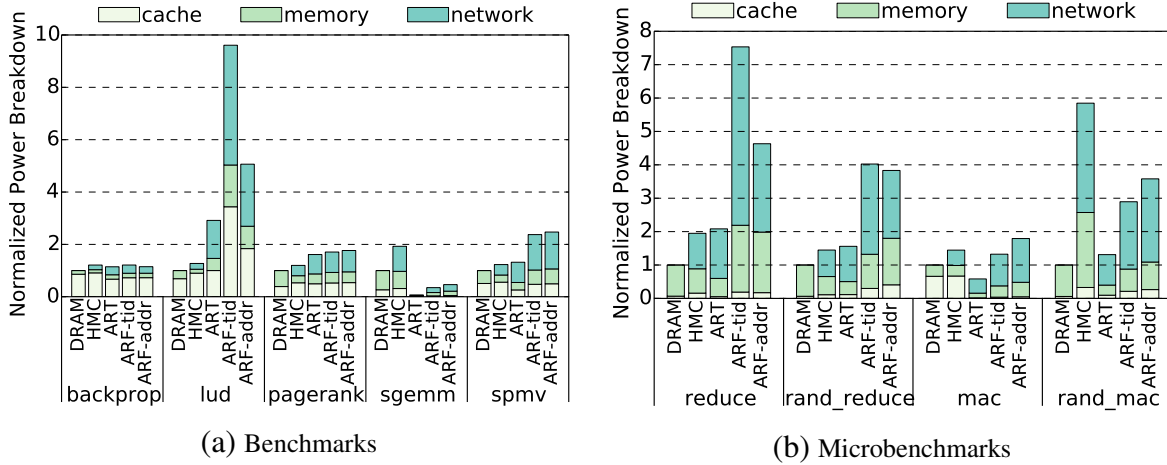 cache memory network
Normalized Power Breakdown
10
8
6
4
2
0
DRAM HMC ART ARF-tid ARF-addr DRAM HMC ART ARF-tid ARF-addr DRAM HMC ART ARF-tid ARF-addr DRAM HMC ART ARF-tid ARF-addr DRAM HMC ART ARF-tid ARF-addr
backprop lud pagerank sgemm spmv
(a) Benchmarks
cache memory network
Normalized Power Breakdown
8
7
6
5
4
3
2
1
0
DRAM HMC ART ARF-tid ARF-addr DRAM HMC ART ARF-tid ARF-addr DRAM HMC ART ARF-tid ARF-addr DRAM HMC ART ARF-tid ARF-addr
reduce rand_reduce mac rand_mac
(b) Microbenchmarks